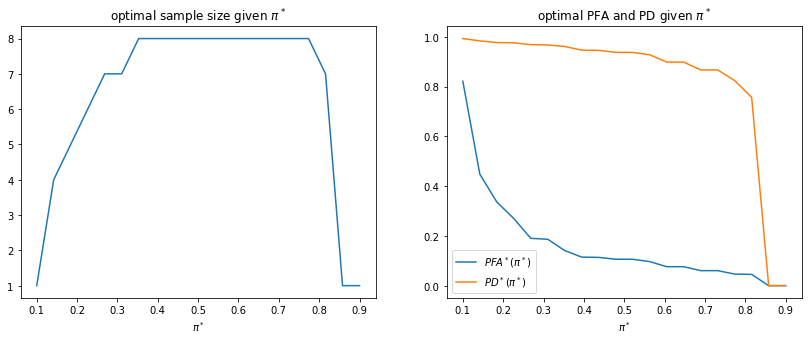 optimal sample size given π*
8
7
6
5
4
3
2
1
0.1 0.2 0.3 0.4 0.5 0.6 0.7 0.8 0.9
π*
optimal PFA and PD given π*
1.0
0.8
0.6
0.4
0.2
0.0
PFA*(π*)
PD*(π*)
0.1 0.2 0.3 0.4 0.5 0.6 0.7 0.8 0.9
π*